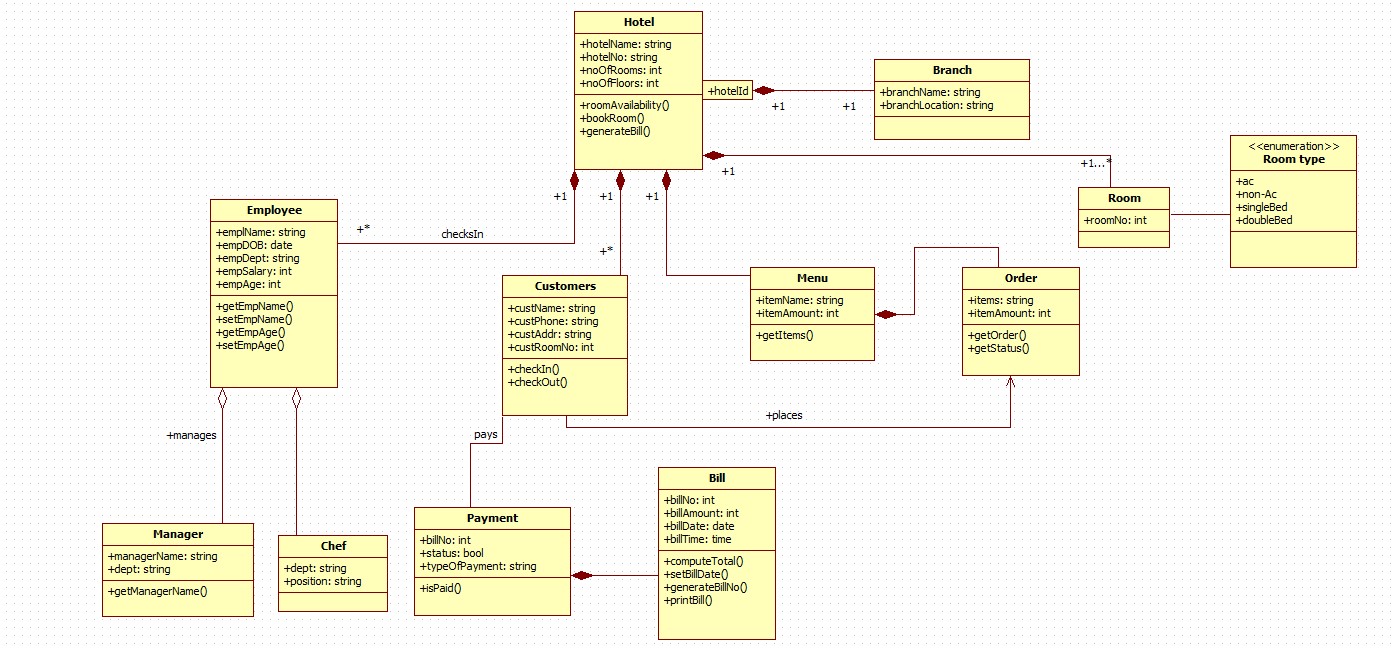 Hotel
+hotelName: string
+hotelNo: string
+noOfRooms: int
+noOfFloors: int
+roomAvailability()
+bookRoom()
+generateBill()
+hotelId
+1
+1
Branch
+branchName: string
+branchLocation: string
+1
+1...*
<<enumeration>>
Room type
+ac
+non-Ac
+singleBed
+doubleBed
Room
+roomNo: int
+1
+1
+1
+*
checksIn
+*
Employee
+emplName: string
+empDOB: date
+empDept: string
+empSalary: int
+empAge: int
+getEmpName()
+setEmpName()
+getEmpAge()
+setEmpAge()
Customers
+custName: string
+custPhone: string
+custAddr: string
+custRoomNo: int
+checkIn()
+checkOut()
Menu
+itemName: string
+itemAmount: int
+getItems()
Order
+items: string
+itemAmount: int
+getOrder()
+getStatus()
+places
+manages
pays
Manager
+managerName: string
+dept: string
+getManagerName()
Chef
+dept: string
+position: string
Payment
+billNo: int
+status: bool
+typeOfPayment: string
+isPaid()
Bill
+billNo: int
+billAmount: int
+billDate: date
+billTime: time
+computeTotal()
+setBillDate()
+generateBillNo()
+printBill()